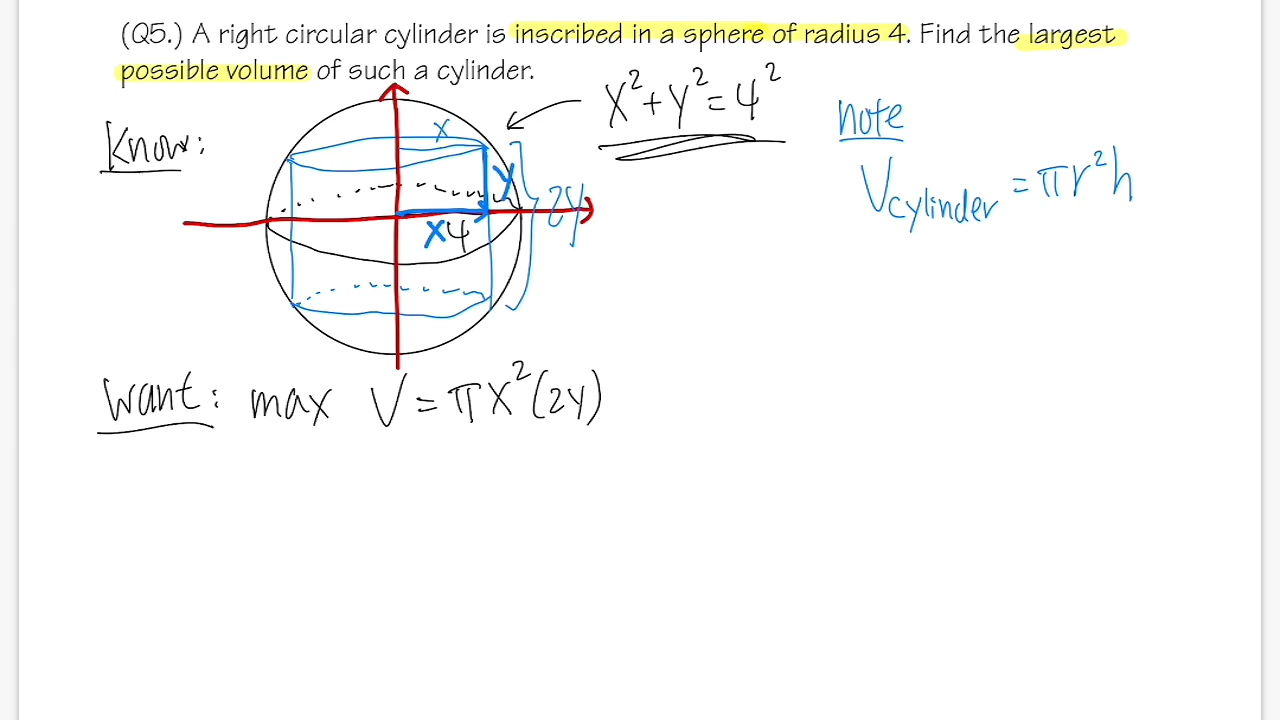 (Q5.) A right circular cylinder is inscribed in a sphere of radius 4. Find the largest
possible volume of such a cylinder.
x²+y²=4²
note
Know:
x
y
2y
V cylinder = πr²h
x 4
Want: max V = πx²(2y)